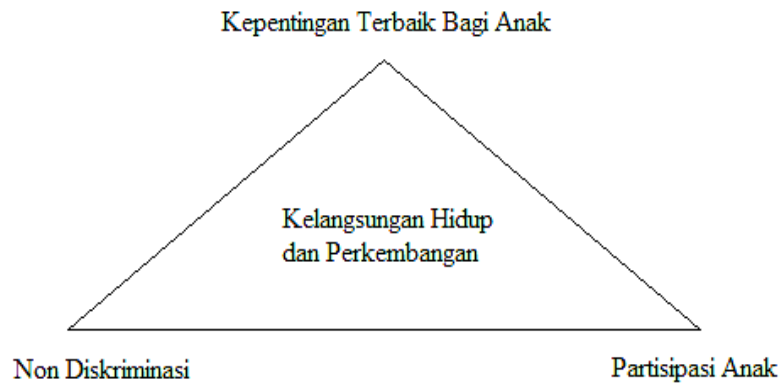 Kepentingan Terbaik Bagi Anak
Kelangsungan Hidup
dan Perkembangan
Non Diskriminasi
Partisipasi Anak